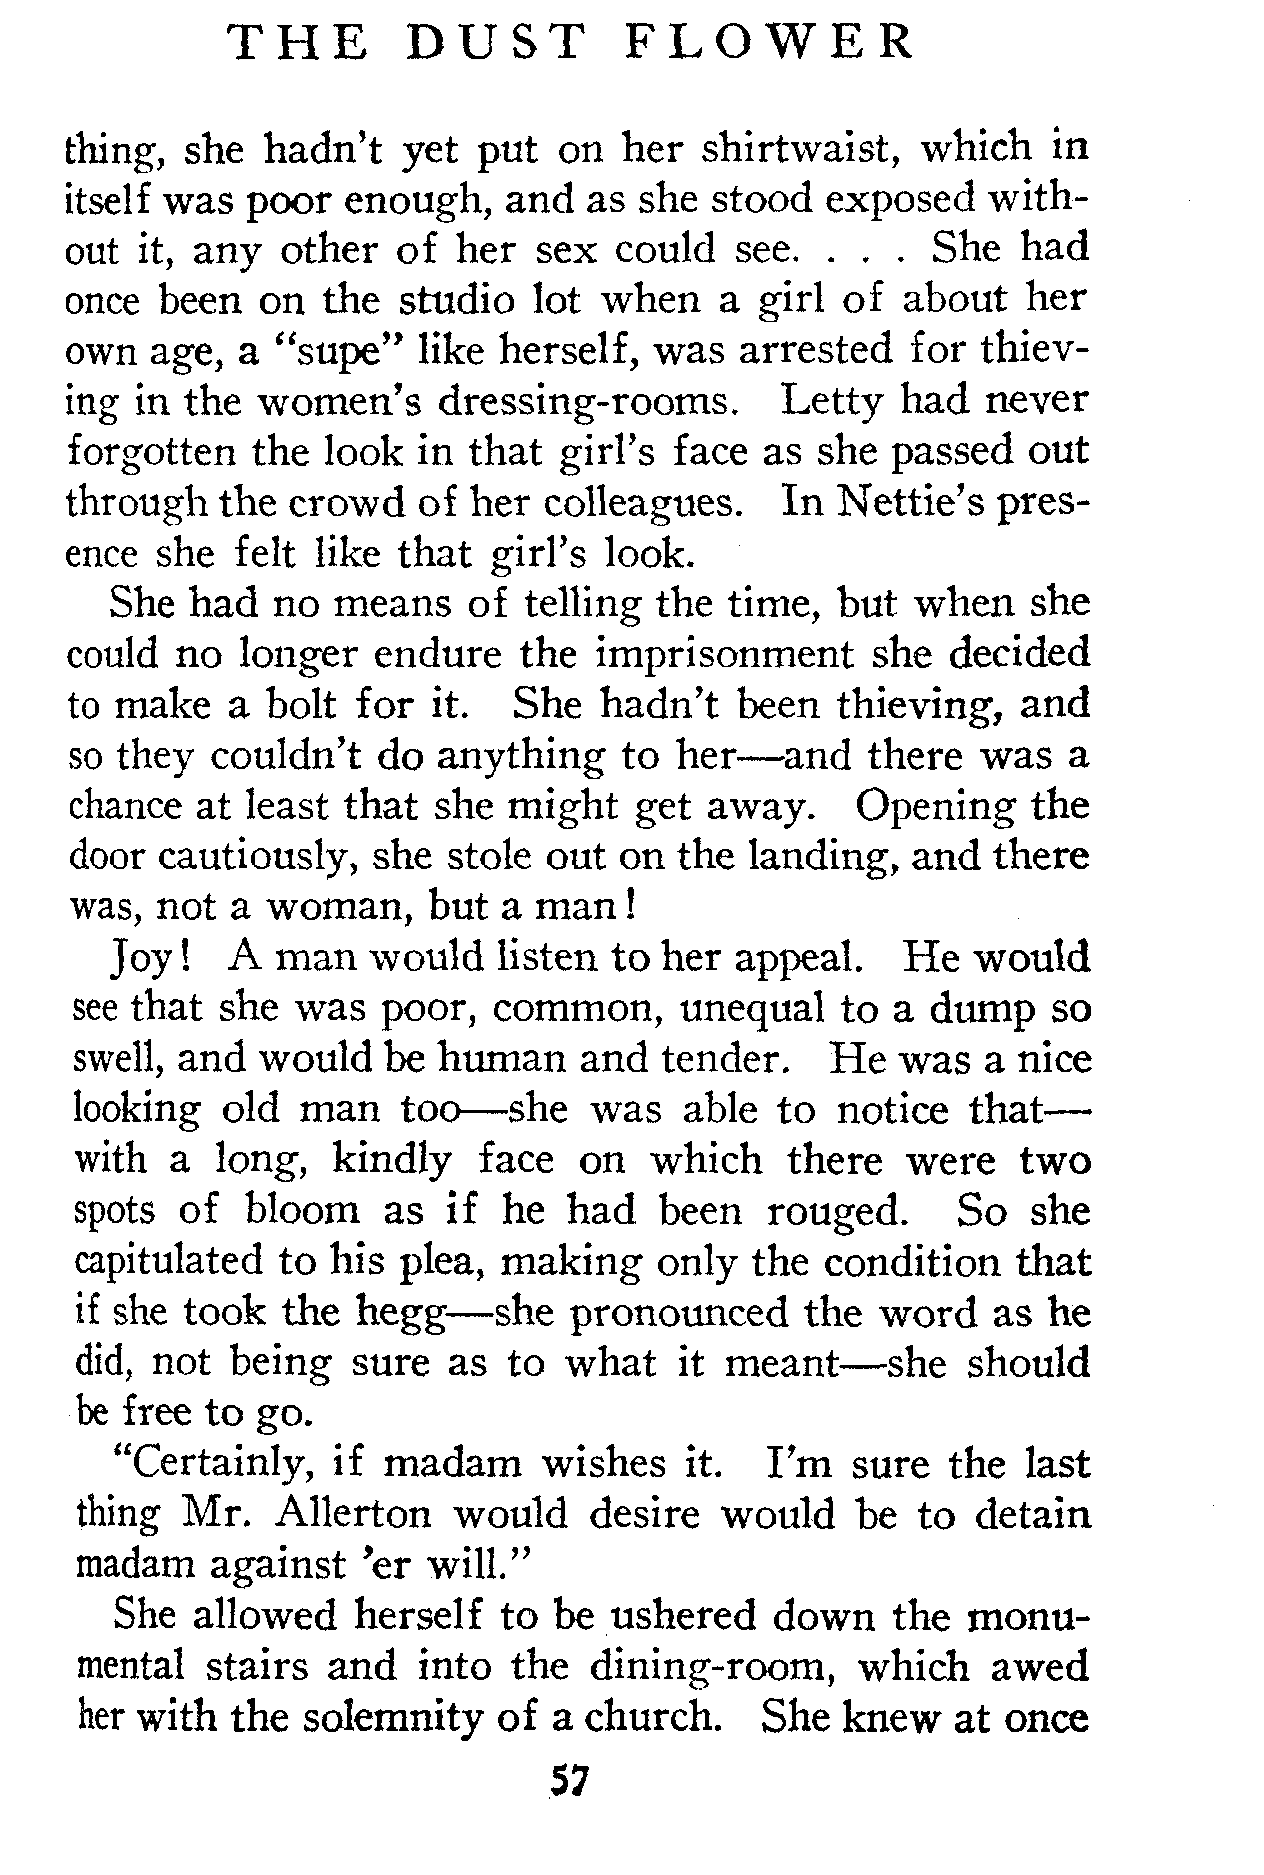 THE DUST FLOWER
thing, she hadn't yet put on her shirtwaist, which in
itself was poor enough, and as she stood exposed with-
out it, any other of her sex could see. . . . She had
once been on the studio lot when a girl of about her
own age, a "supe" like herself, was arrested for thiev-
ing in the women's dressing-rooms. Letty had never
forgotten the look in that girl's face as she passed out
through the crowd of her colleagues. In Nettie's pres-
ence she felt like that girl's look.
She had no means of telling the time, but when she
could no longer endure the imprisonment she decided
to make a bolt for it. She hadn't been thieving, and
so they couldn't do anything to her—and there was a
chance at least that she might get away. Opening the
door cautiously, she stole out on the landing, and there
was, not a woman, but a man!
Joy! A man would listen to her appeal. He would
see that she was poor, common, unequal to a dump so
swell, and would be human and tender. He was a nice
looking old man too—she was able to notice that—
with a long, kindly face on which there were two
spots of bloom as if he had been rouged. So she
capitulated to his plea, making only the condition that
if she took the hegg—she pronounced the word as he
did, not being sure as to what it meant—she should
be free to go.
"Certainly, if madam wishes it. I'm sure the last
thing Mr. Allerton would desire would be to detain
madam against 'er will."
She allowed herself to be ushered down the monu-
mental stairs and into the dining-room, which awed
her with the solemnity of a church. She knew at once
57